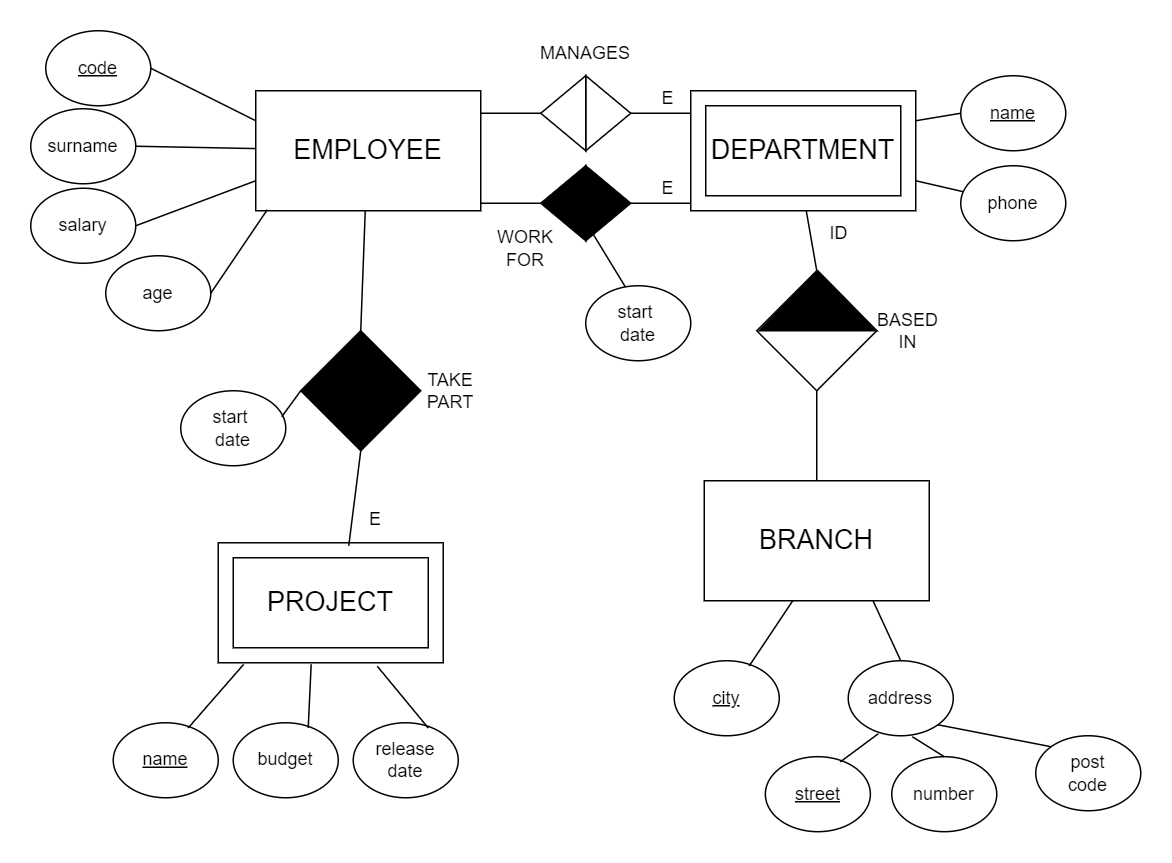 MANAGES
code
E
name
surname
EMPLOYEE
DEPARTMENT
E
phone
salary
WORK
FOR
ID
age
start
date
BASED
IN
TAKE
PART
start
date
E
BRANCH
PROJECT
city
address
name
budget
release
date
street
number
post
code